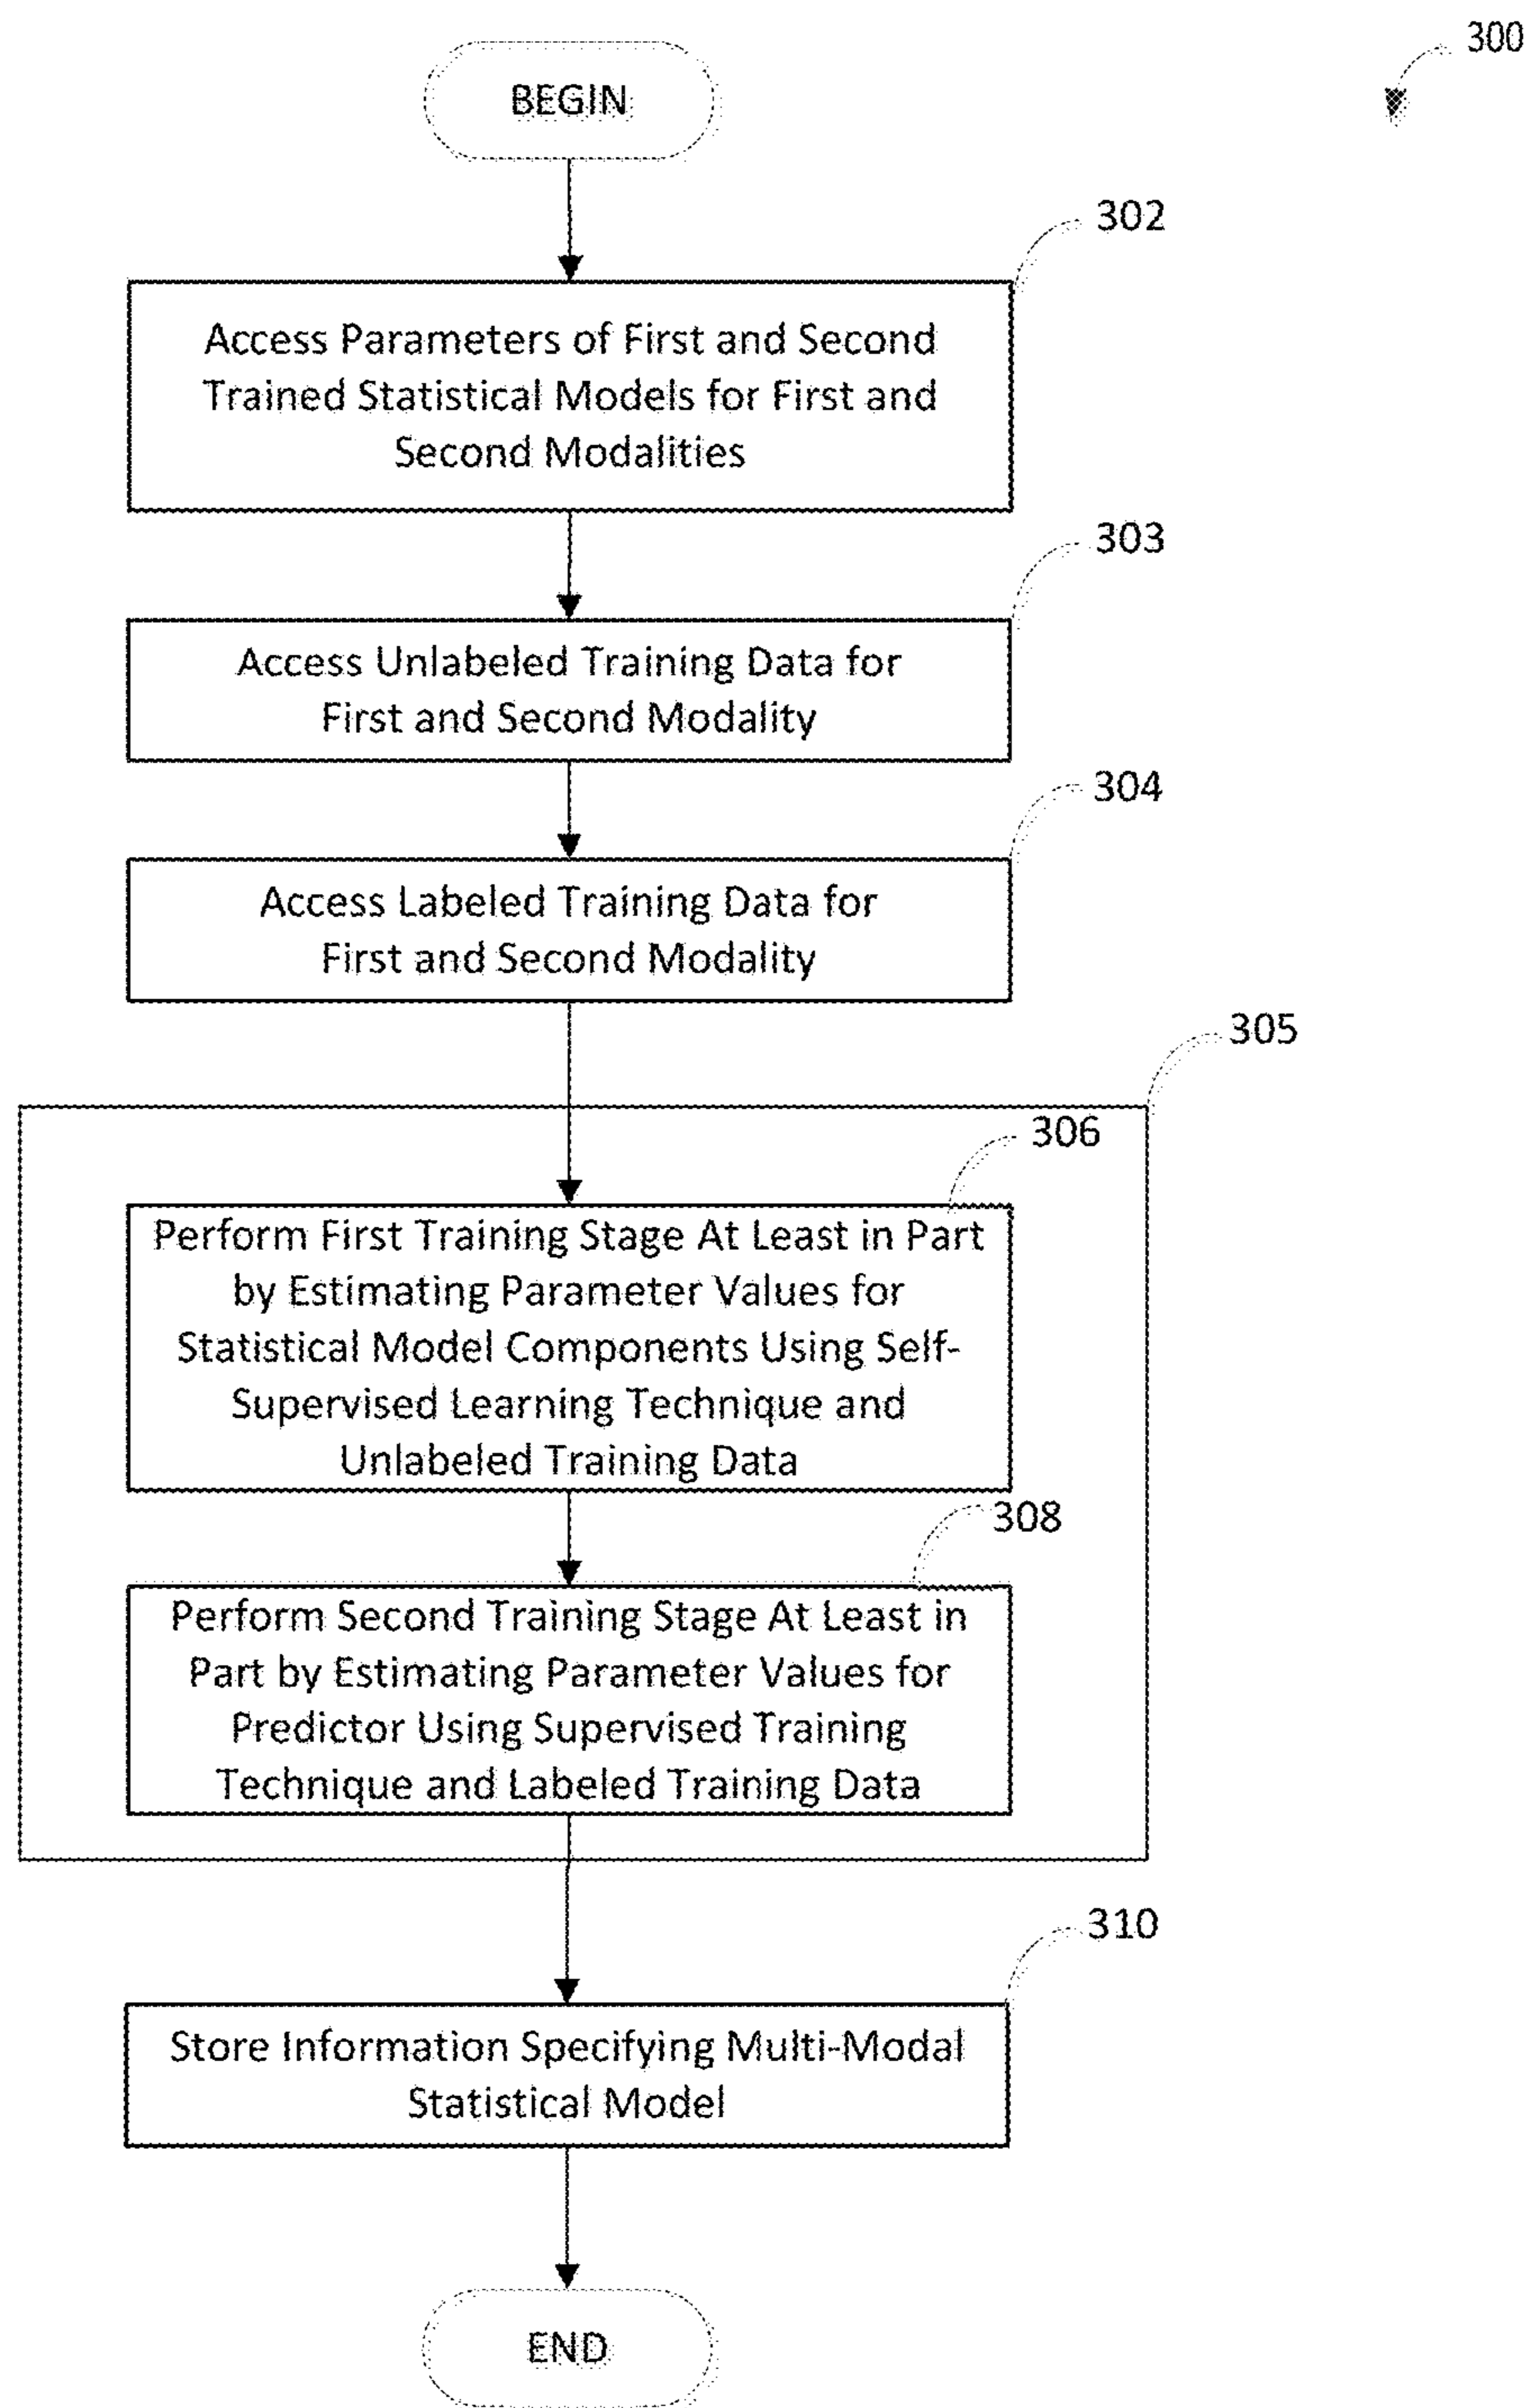 300
BEGIN
302
Access Parameters of First and Second
Trained Statistical Models for First and
Second Modalities
303
Access Unlabeled Training Data for
First and Second Modality
304
Access Labeled Training Data for
First and Second Modality
305
306
Perform First Training Stage At Least in Part
by Estimating Parameter Values for
Statistical Model Components Using Self-
Supervised Learning Technique and
Unlabeled Training Data
308
Perform Second Training Stage At Least in
Part by Estimating Parameter Values for
Predictor Using Supervised Training
Technique and Labeled Training Data
310
Store Information Specifying Multi-Modal
Statistical Model
END